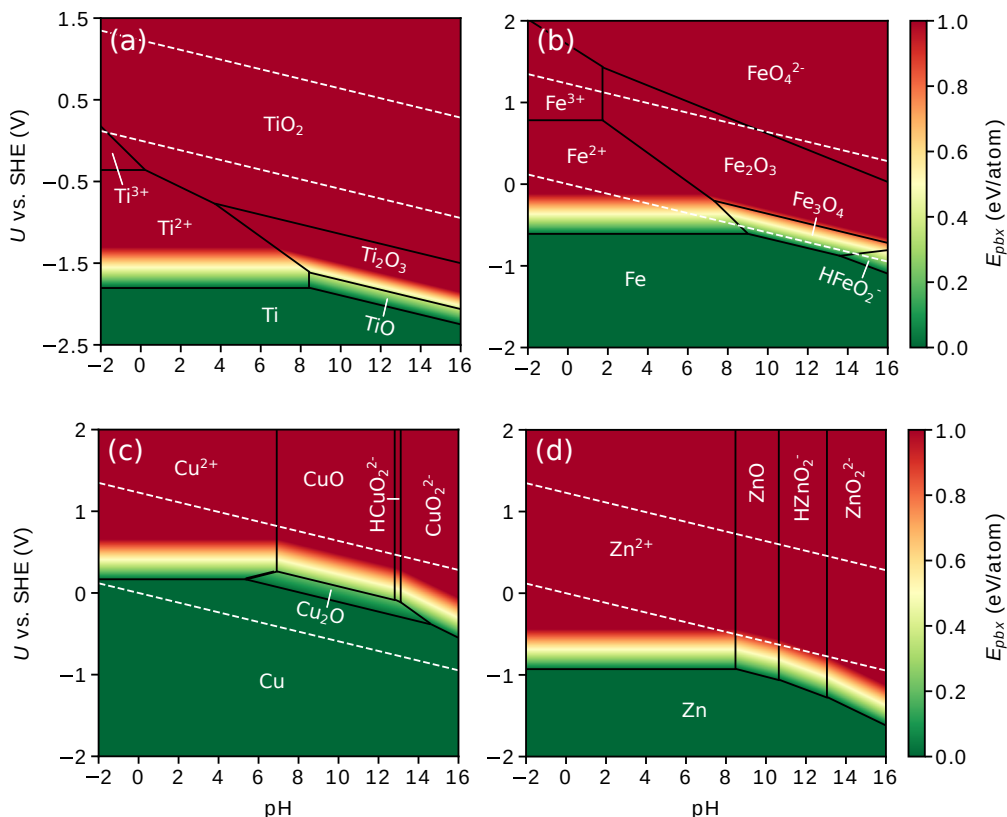 (a)
1.5
0.5
−0.5
−1.5
−2.5
U vs. SHE (V)
TiO₂
Ti³⁺
Ti²⁺
Ti₂O₃
Ti
TiO
−2 0 2 4 6 8 10 12 14 16
(b)
2
1
0
−1
−2
FeO₄²⁻
Fe³⁺
Fe²⁺
Fe₂O₃
Fe₃O₄
Fe
HFeO₂⁻
−2 0 2 4 6 8 10 12 14 16
1.0
0.8
0.6
0.4
0.2
0.0
E_pbx (eV/atom)
(c)
2
1
0
−1
−2
U vs. SHE (V)
Cu²⁺
CuO
HCuO₂²⁻
CuO₂²⁻
Cu₂O
Cu
−2 0 2 4 6 8 10 12 14 16
pH
(d)
2
1
0
−1
−2
Zn²⁺
ZnO
HZnO₂⁻
ZnO₂²⁻
Zn
−2 0 2 4 6 8 10 12 14 16
pH
1.0
0.8
0.6
0.4
0.2
0.0
E_pbx (eV/atom)